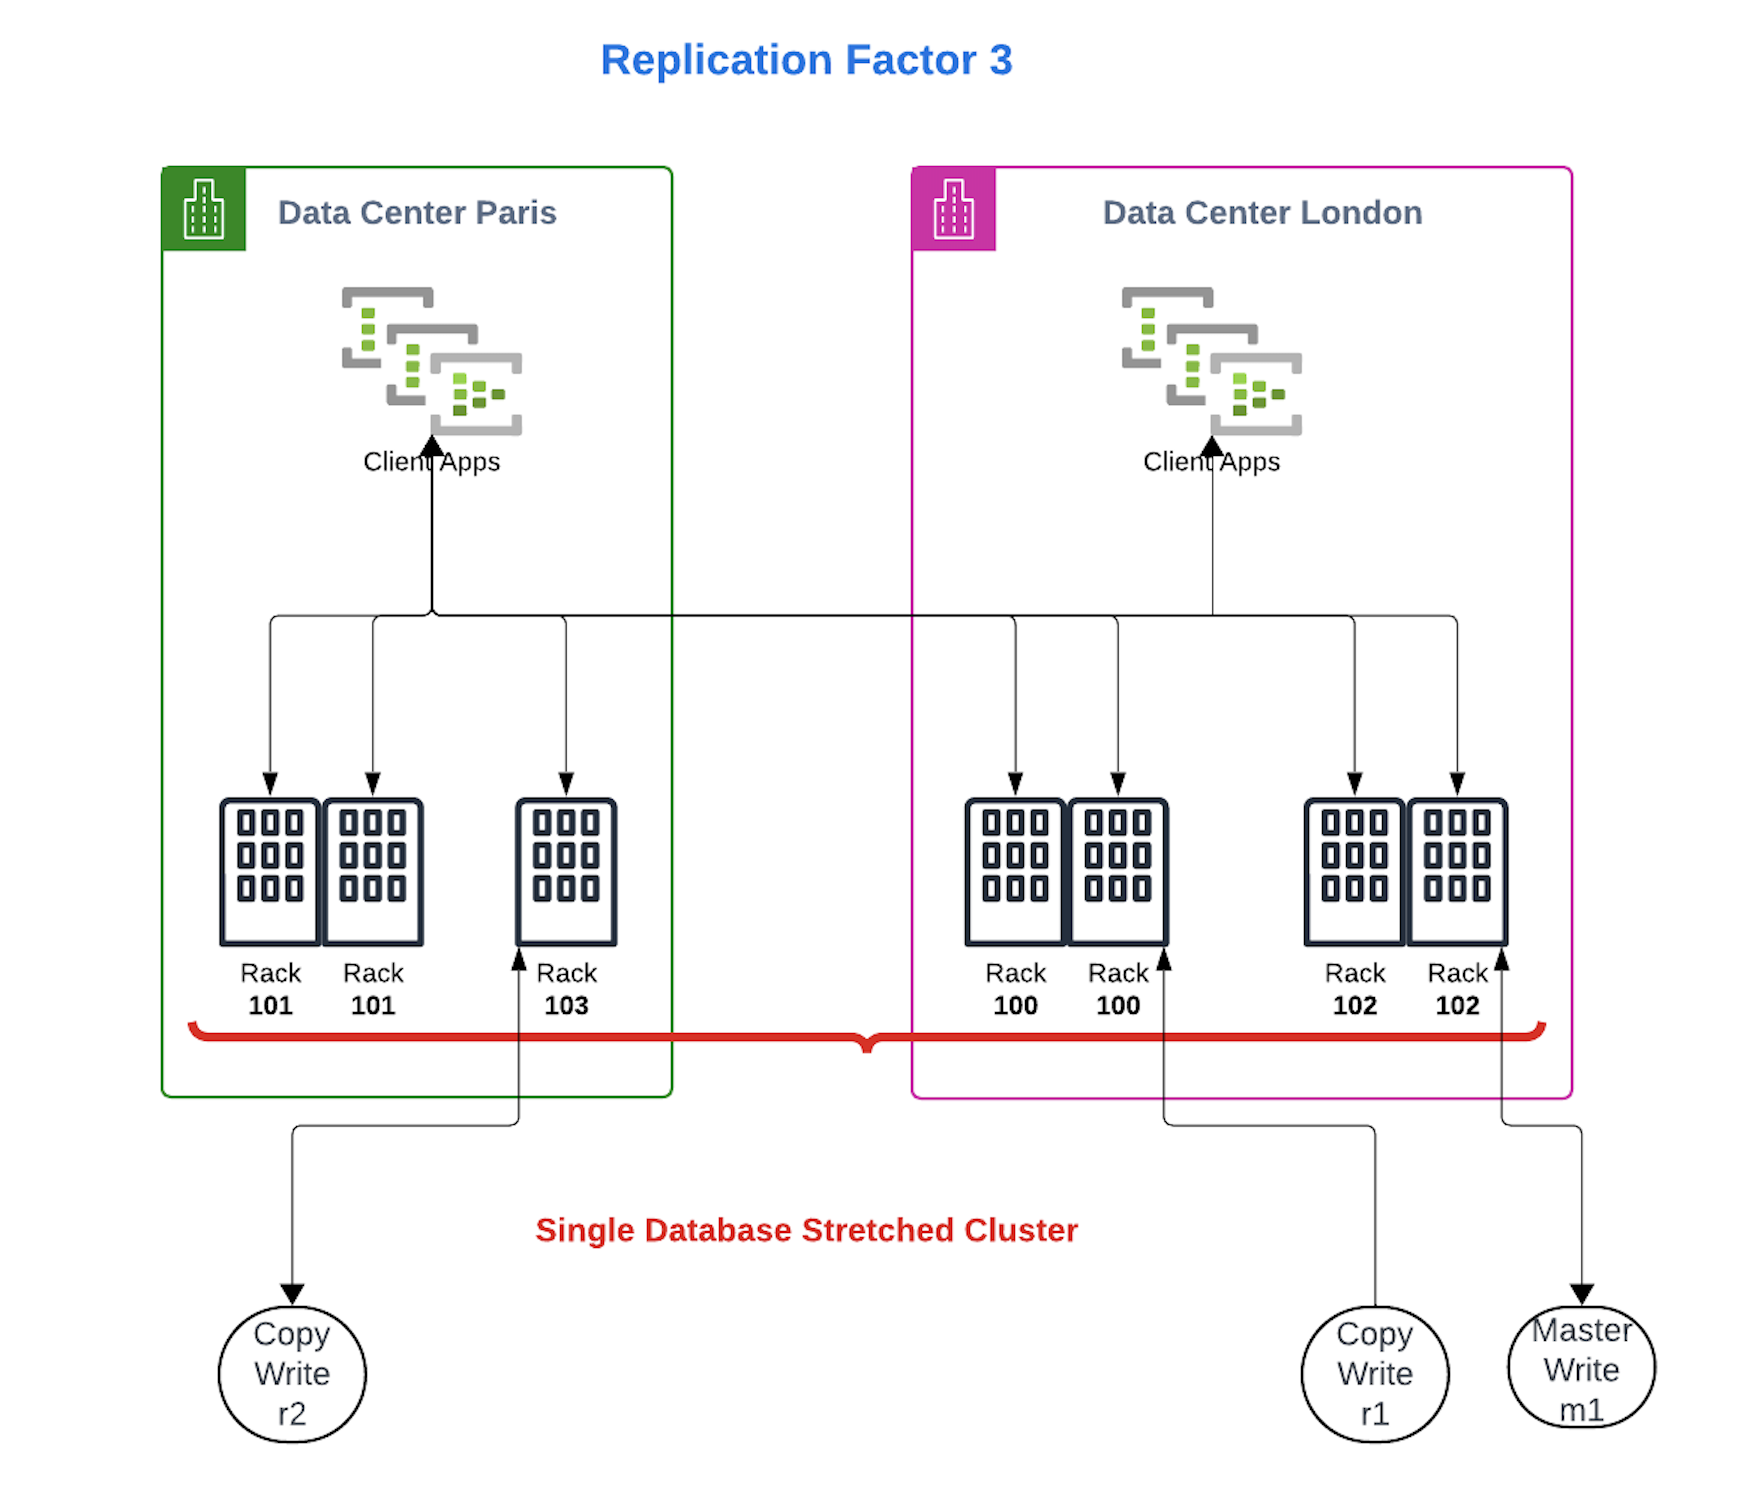 Replication Factor 3
Data Center Paris
Data Center London
Client Apps
Client Apps
Rack
101
Rack
101
Rack
103
Rack
100
Rack
100
Rack
102
Rack
102
Single Database Stretched Cluster
Copy
Write
r2
Copy
Write
r1
Master
Write
m1